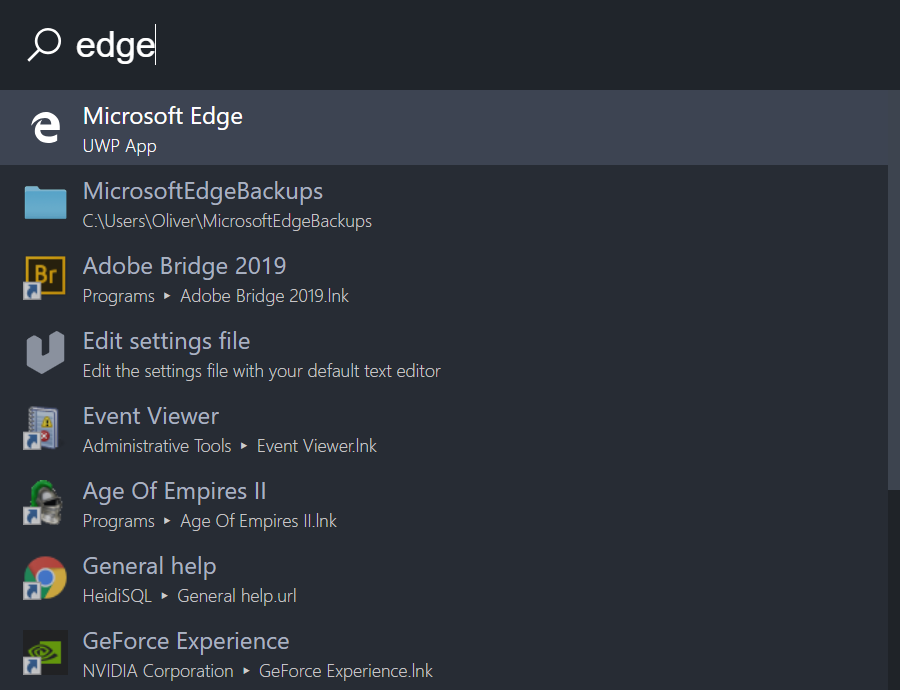 edge
Microsoft Edge
UWP App
MicrosoftEdgeBackups
C:\Users\Oliver\MicrosoftEdgeBackups
Br
Adobe Bridge 2019
Programs ▸ Adobe Bridge 2019.lnk
Edit settings file
Edit the settings file with your default text editor
Event Viewer
Administrative Tools ▸ Event Viewer.lnk
Age Of Empires II
Programs ▸ Age Of Empires II.lnk
General help
HeidiSQL ▸ General help.url
GeForce Experience
NVIDIA Corporation ▸ GeForce Experience.lnk